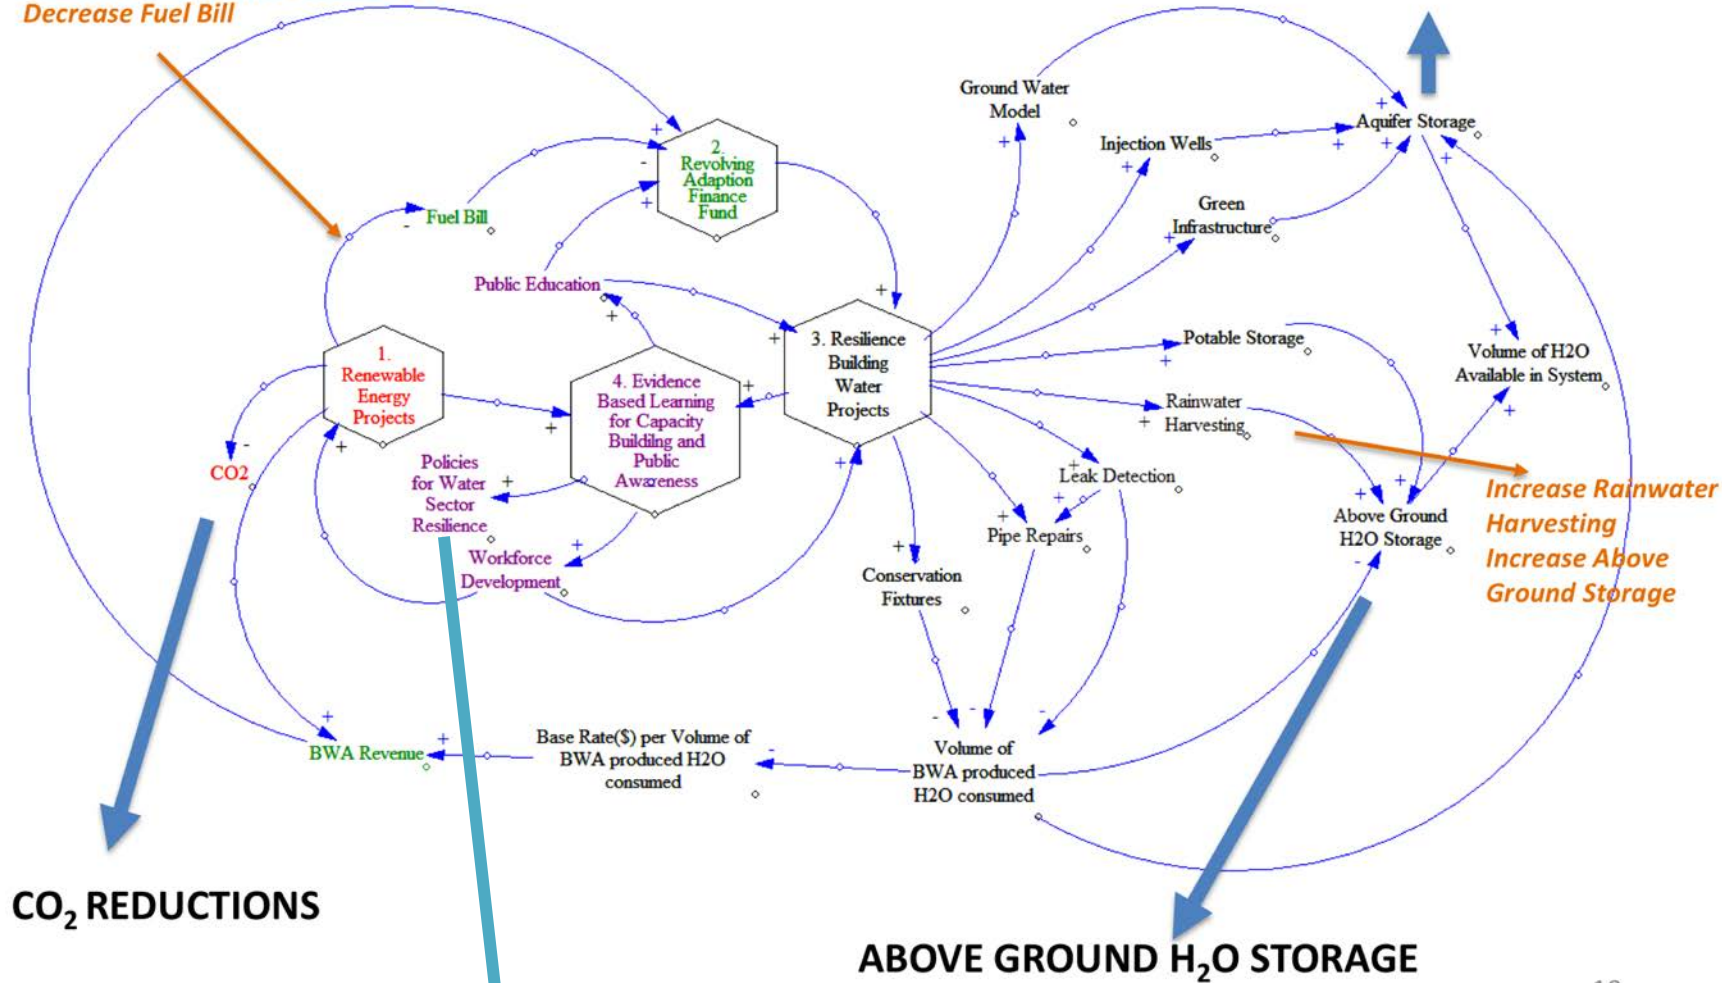 Decrease Fuel Bill
Ground Water
Model
Injection Wells
Aquifer Storage
2.
Revolving
Adaption
Finance
Fund
Green
Infrastructure
Fuel Bill
Public Education
1.
Renewable
Energy
Projects
3. Resilience
Building
Water
Projects
4. Evidence
Based Learning
for Capacity
Buildilng and
Public
Awareness
Potable Storage
Volume of H2O
Available in System
Rainwater
Harvesting
Leak Detection
Pipe Repairs
Conservation
Fixtures
Above Ground
H2O Storage
Increase Rainwater
Harvesting
Increase Above
Ground Storage
CO2
Policies
for Water
Sector
Resilience
Workforce
Development
BWA Revenue
Base Rate($) per Volume of
BWA produced H2O
consumed
Volume of
BWA produced
H2O consumed
CO₂ REDUCTIONS
ABOVE GROUND H₂O STORAGE